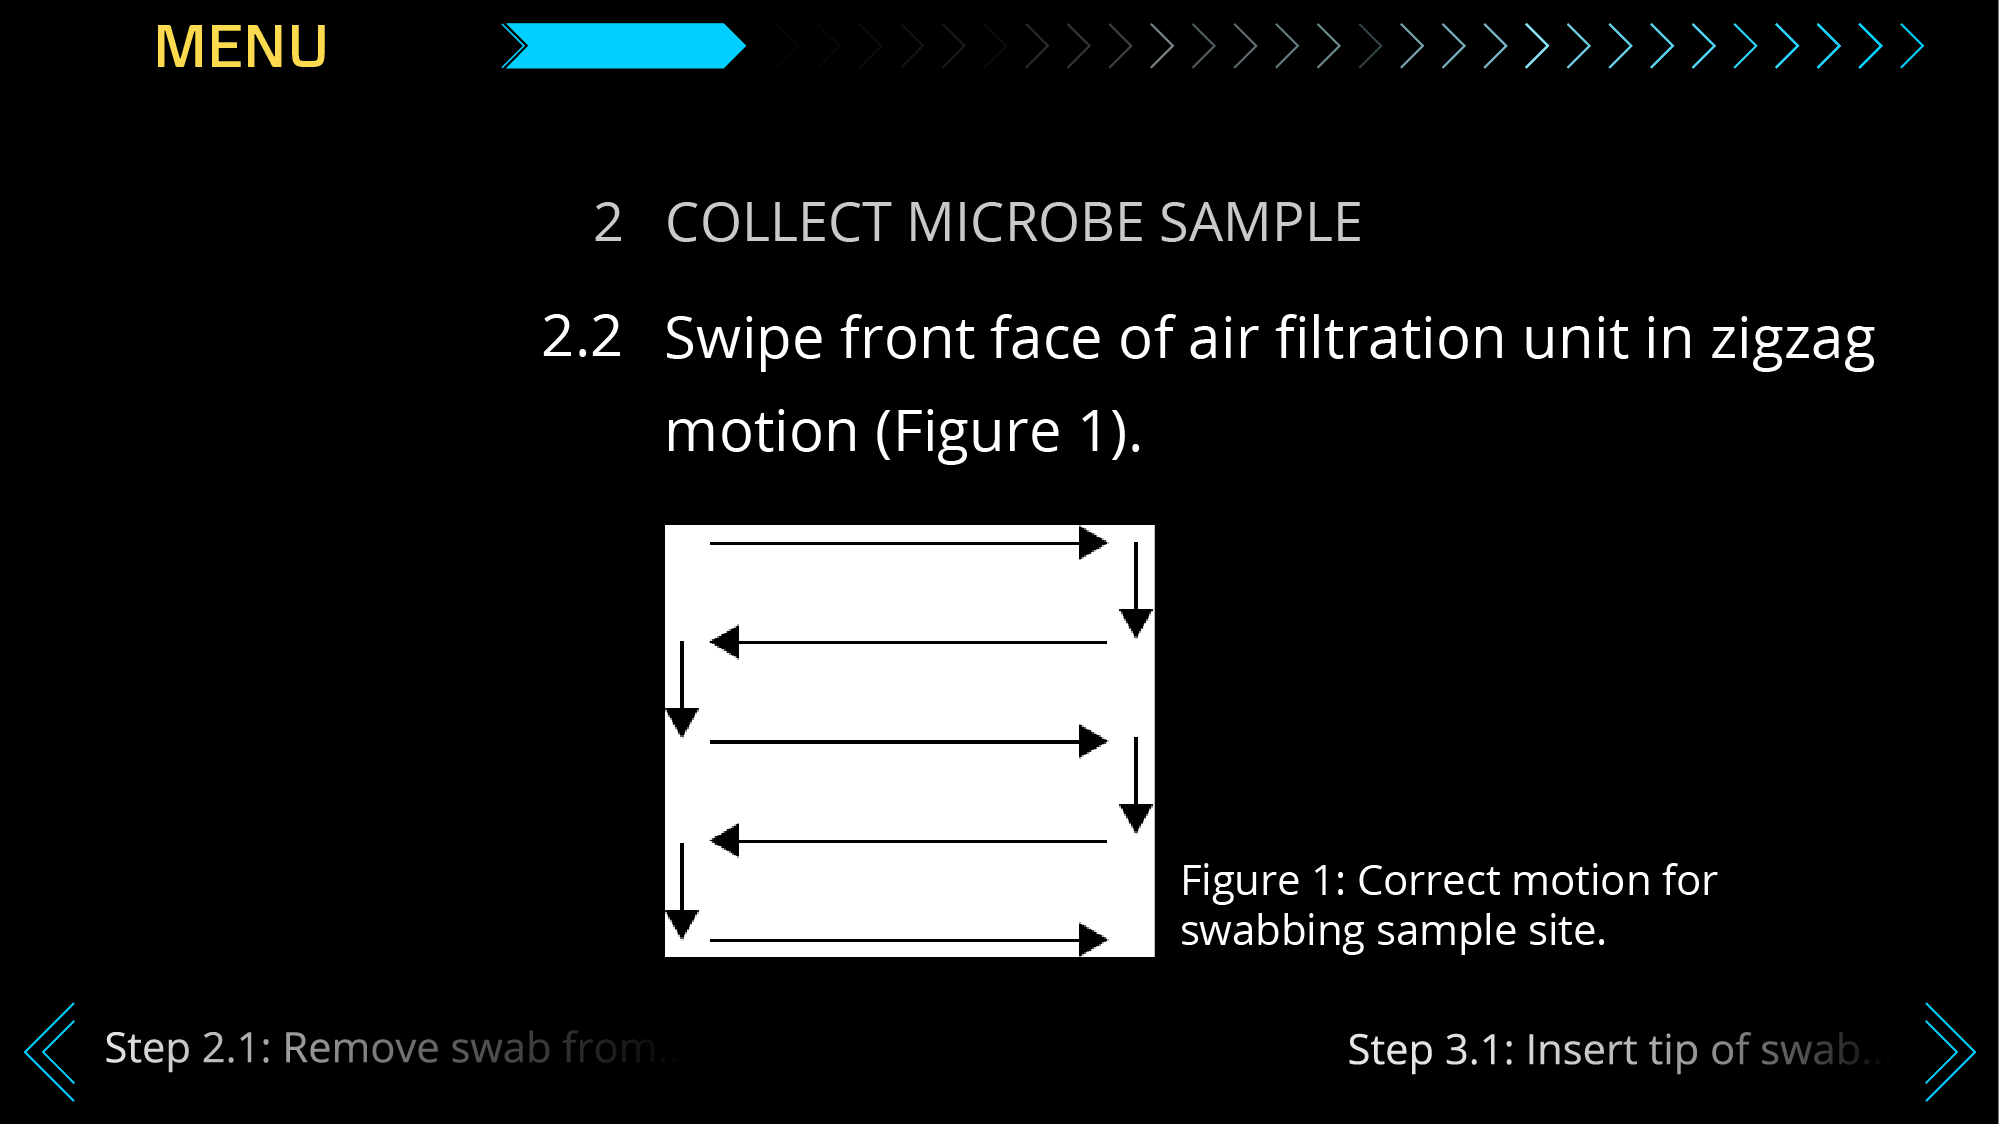 MENU
2 COLLECT MICROBE SAMPLE
2.2 Swipe front face of air filtration unit in zigzag
motion (Figure 1).
Figure 1: Correct motion for
swabbing sample site.
Step 2.1: Remove swab from...
Step 3.1: Insert tip of swab...